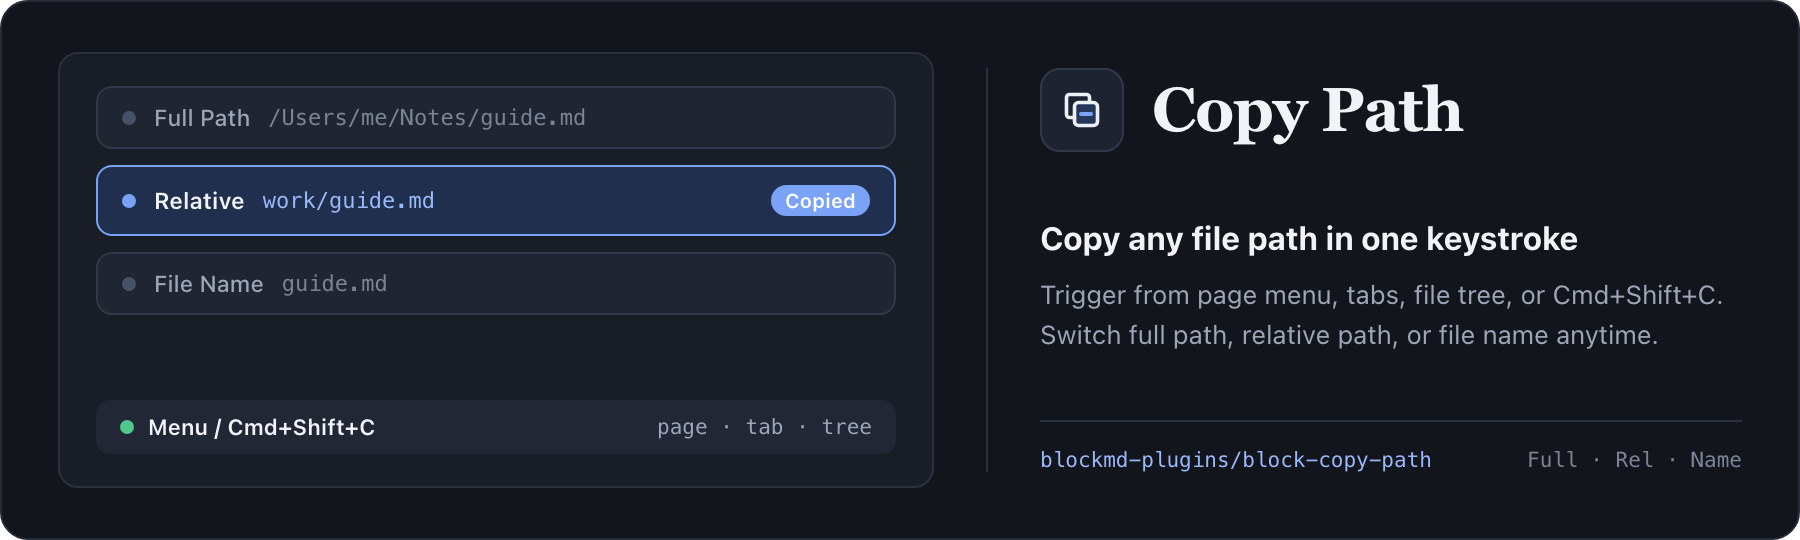 Full Path /Users/me/Notes/guide.md
Relative work/guide.md Copied
File Name guide.md
Menu / Cmd+Shift+C page · tab · tree
Copy Path
Copy any file path in one keystroke
Trigger from page menu, tabs, file tree, or Cmd+Shift+C.
Switch full path, relative path, or file name anytime.
blockmd-plugins/block-copy-path Full · Rel · Name